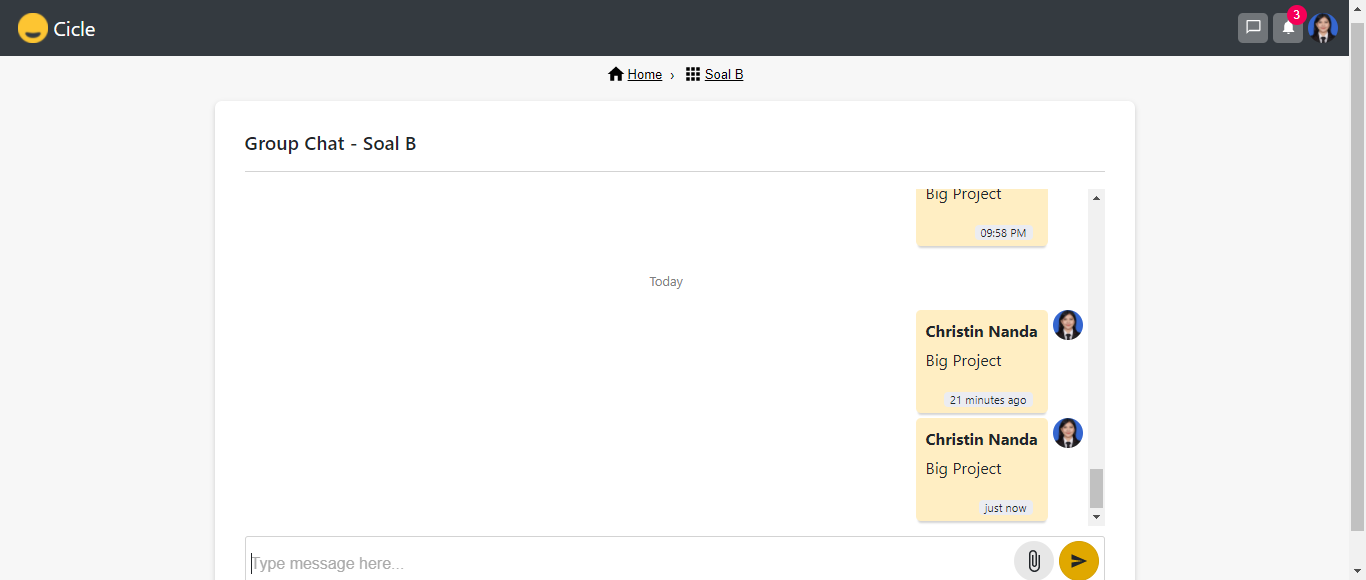 Cicle
3
Home › Soal B
Group Chat - Soal B
Big Project
09:58 PM
Today
Christin Nanda
Big Project
21 minutes ago
Christin Nanda
Big Project
just now
Type message here...